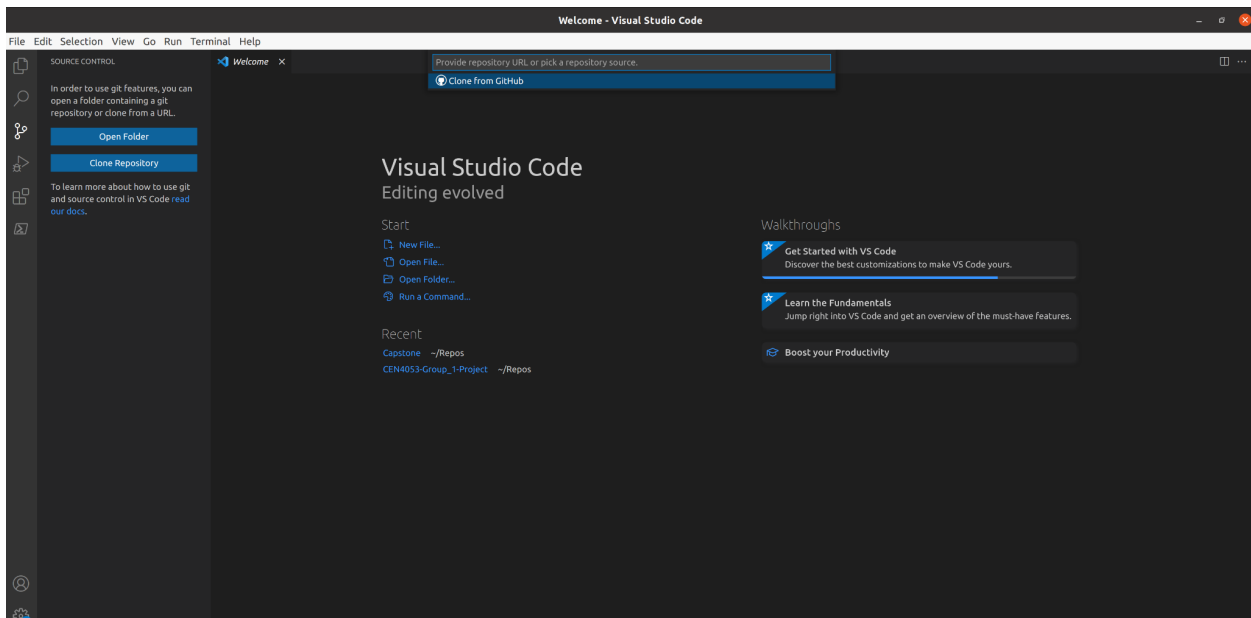 Welcome - Visual Studio Code
File Edit Selection View Go Run Terminal Help
SOURCE CONTROL
Welcome
Provide repository URL or pick a repository source.
Clone from GitHub
In order to use git features, you can
open a folder containing a git
repository or clone from a URL.
Open Folder
Clone Repository
To learn more about how to use git
and source control in VS Code read
our docs.
Visual Studio Code
Editing evolved
Start
New File...
Open File...
Open Folder...
Run a Command...
Recent
Capstone ~/Repos
CEN4053-Group_1-Project ~/Repos
Walkthroughs
Get Started with VS Code
Discover the best customizations to make VS Code yours.
Learn the Fundamentals
Jump right into VS Code and get an overview of the must-have features.
Boost your Productivity